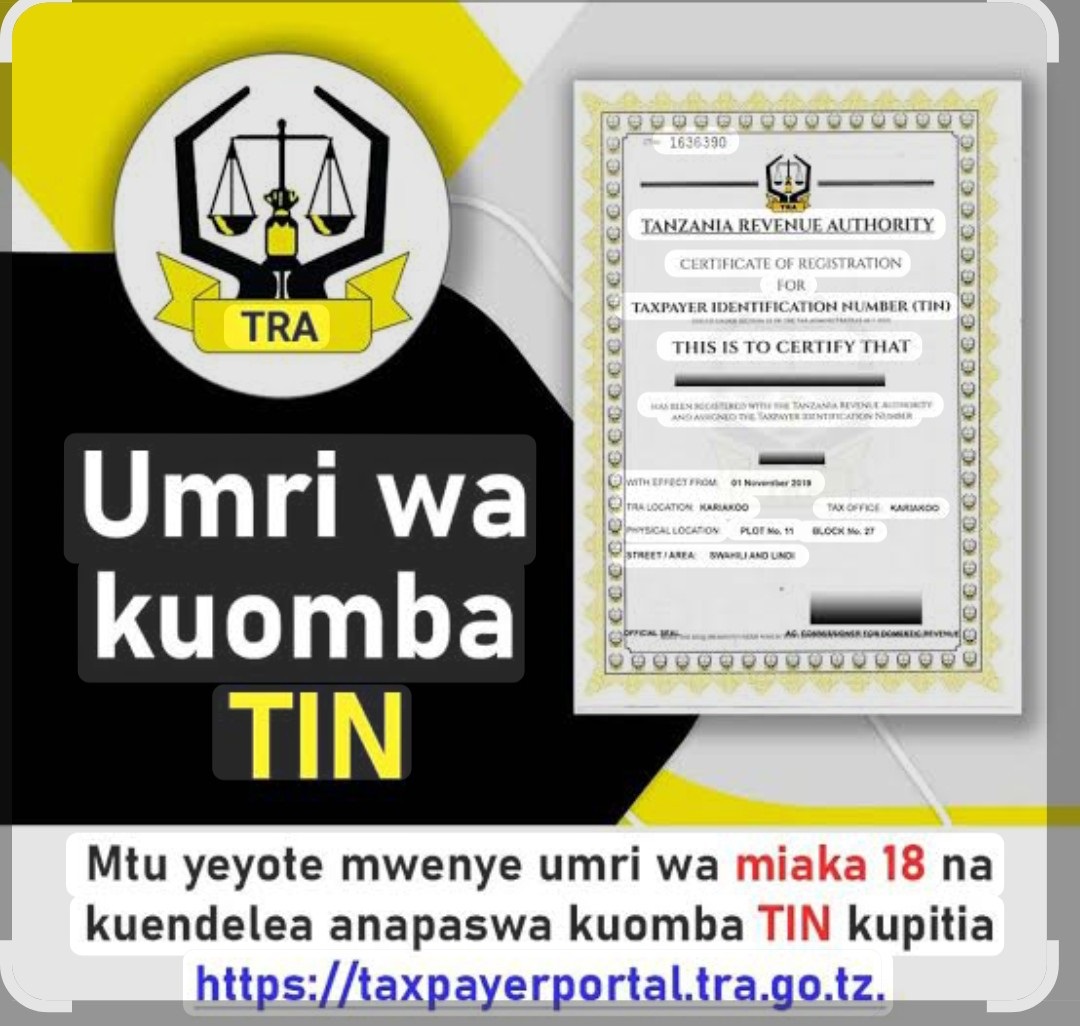 TRA
Umri wa
kuomba
TIN
1636390
TRA
TANZANIA REVENUE AUTHORITY
CERTIFICATE OF REGISTRATION
FOR
TAXPAYER IDENTIFICATION NUMBER (TIN)
THIS IS TO CERTIFY THAT
HAS BEEN REGISTERED WITH THE TANZANIA REVENUE AUTHORITY
AND ASSIGNED THE TAXPAYER IDENTIFICATION NUMBER
WITH EFFECT FROM: 01 November 2019
TRA LOCATION: KARIAKOO TAX OFFICE: KARIAKOO
PHYSICAL LOCATION: PLOT No. 11 BLOCK No. 27
STREET / AREA: SWAHILI AND LINDI
OFFICIAL SEAL AG. COMMISSIONER FOR DOMESTIC REVENUE
Mtu yeyote mwenye umri wa miaka 18 na
kuendelea anapaswa kuomba TIN kupitia
https://taxpayerportal.tra.go.tz.